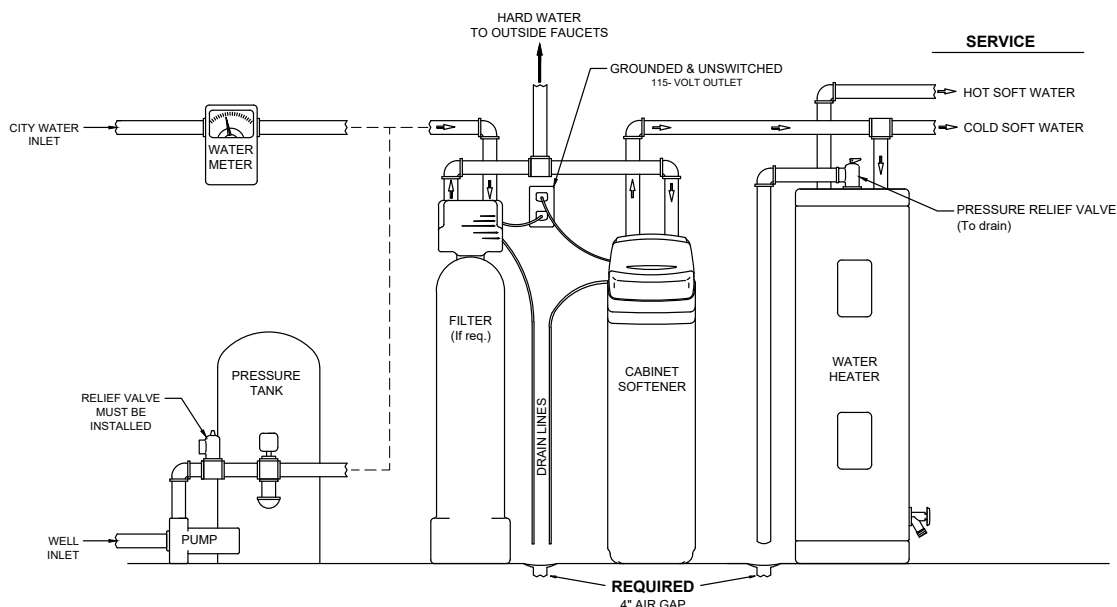 HARD WATER
TO OUTSIDE FAUCETS
SERVICE
GROUNDED & UNSWITCHED
115- VOLT OUTLET
HOT SOFT WATER
CITY WATER
INLET
WATER
METER
COLD SOFT WATER
PRESSURE RELIEF VALVE
(To drain)
FILTER
(If req.)
PRESSURE
TANK
CABINET
SOFTENER
WATER
HEATER
RELIEF VALVE
MUST BE
INSTALLED
DRAIN LINES
WELL
INLET
PUMP
REQUIRED
4" AIR GAP